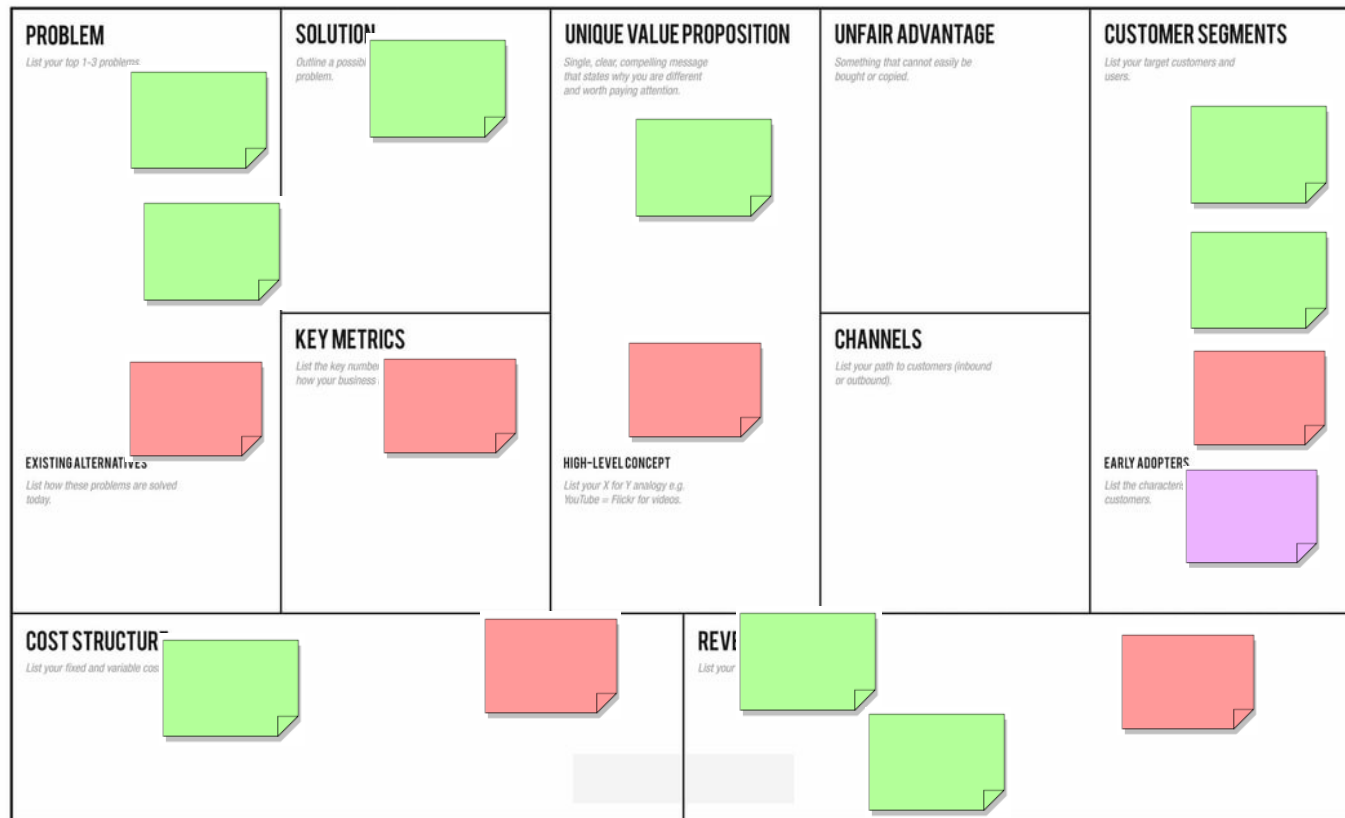 PROBLEM
List your top 1-3 problems.
EXISTING ALTERNATIVES
List how these problems are solved
today.
SOLUTION
Outline a possi
problem.
KEY METRICS
List the key number
how your business
UNIQUE VALUE PROPOSITION
Single, clear, compelling message
that states why you are different
and worth paying attention.
HIGH-LEVEL CONCEPT
List your X for Y analogy e.g.
YouTube = Flickr for videos.
UNFAIR ADVANTAGE
Something that cannot easily be
bought or copied.
CHANNELS
List your path to customers (inbound
or outbound).
CUSTOMER SEGMENTS
List your target customers and
users.
EARLY ADOPTERS
List the characteris
customers.
COST STRUCTUR
List your fixed and variable cos
REVE
List your